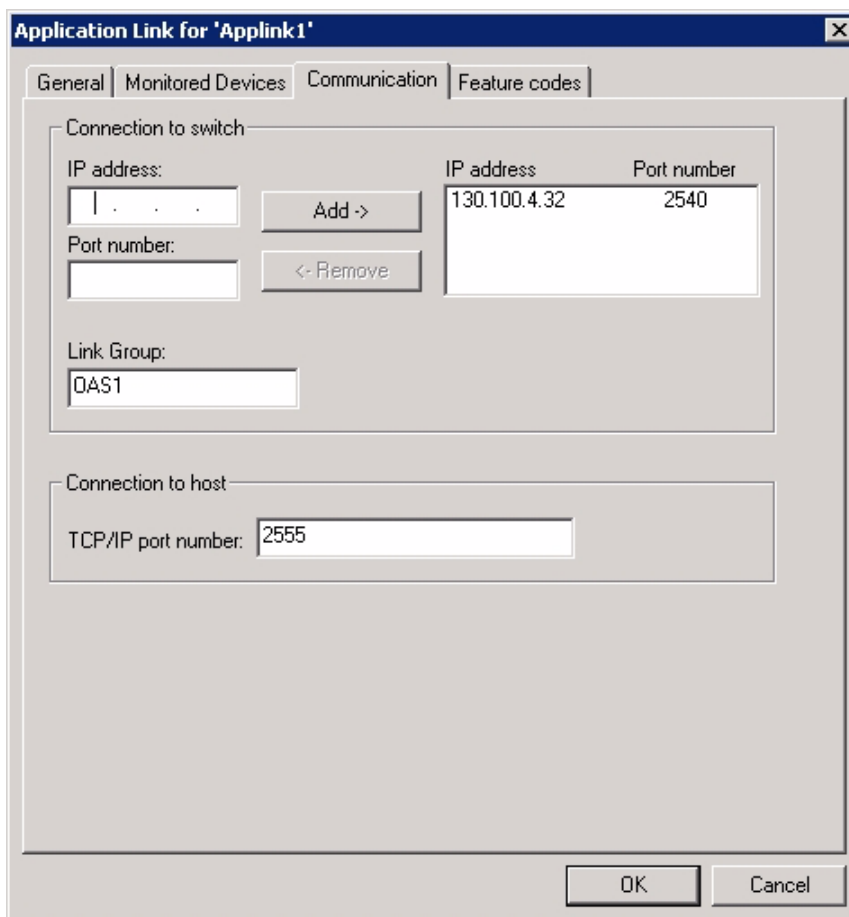 Application Link for 'Applink1'
General Monitored Devices Communication Feature codes
Connection to switch
IP address: IP address Port number
. . . Add -> 130.100.4.32 2540
Port number:
<- Remove
Link Group:
OAS1
Connection to host
TCP/IP port number: 2555
OK Cancel